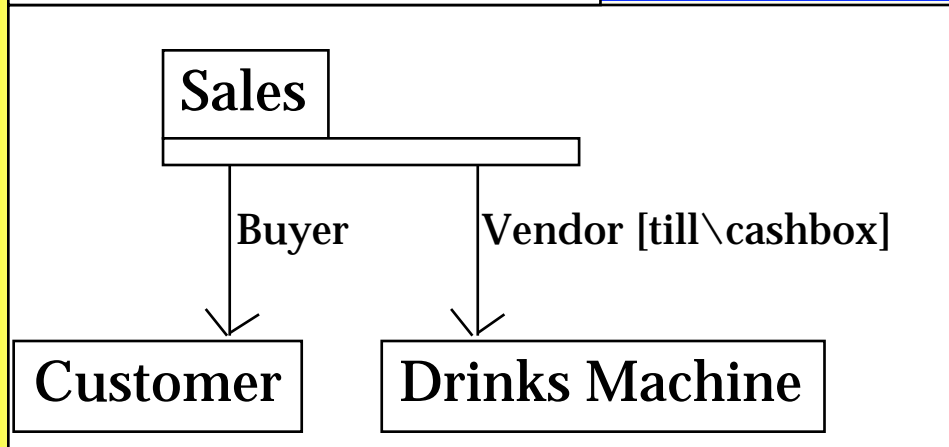 Sales
Buyer
Vendor [till\cashbox]
Customer
Drinks Machine